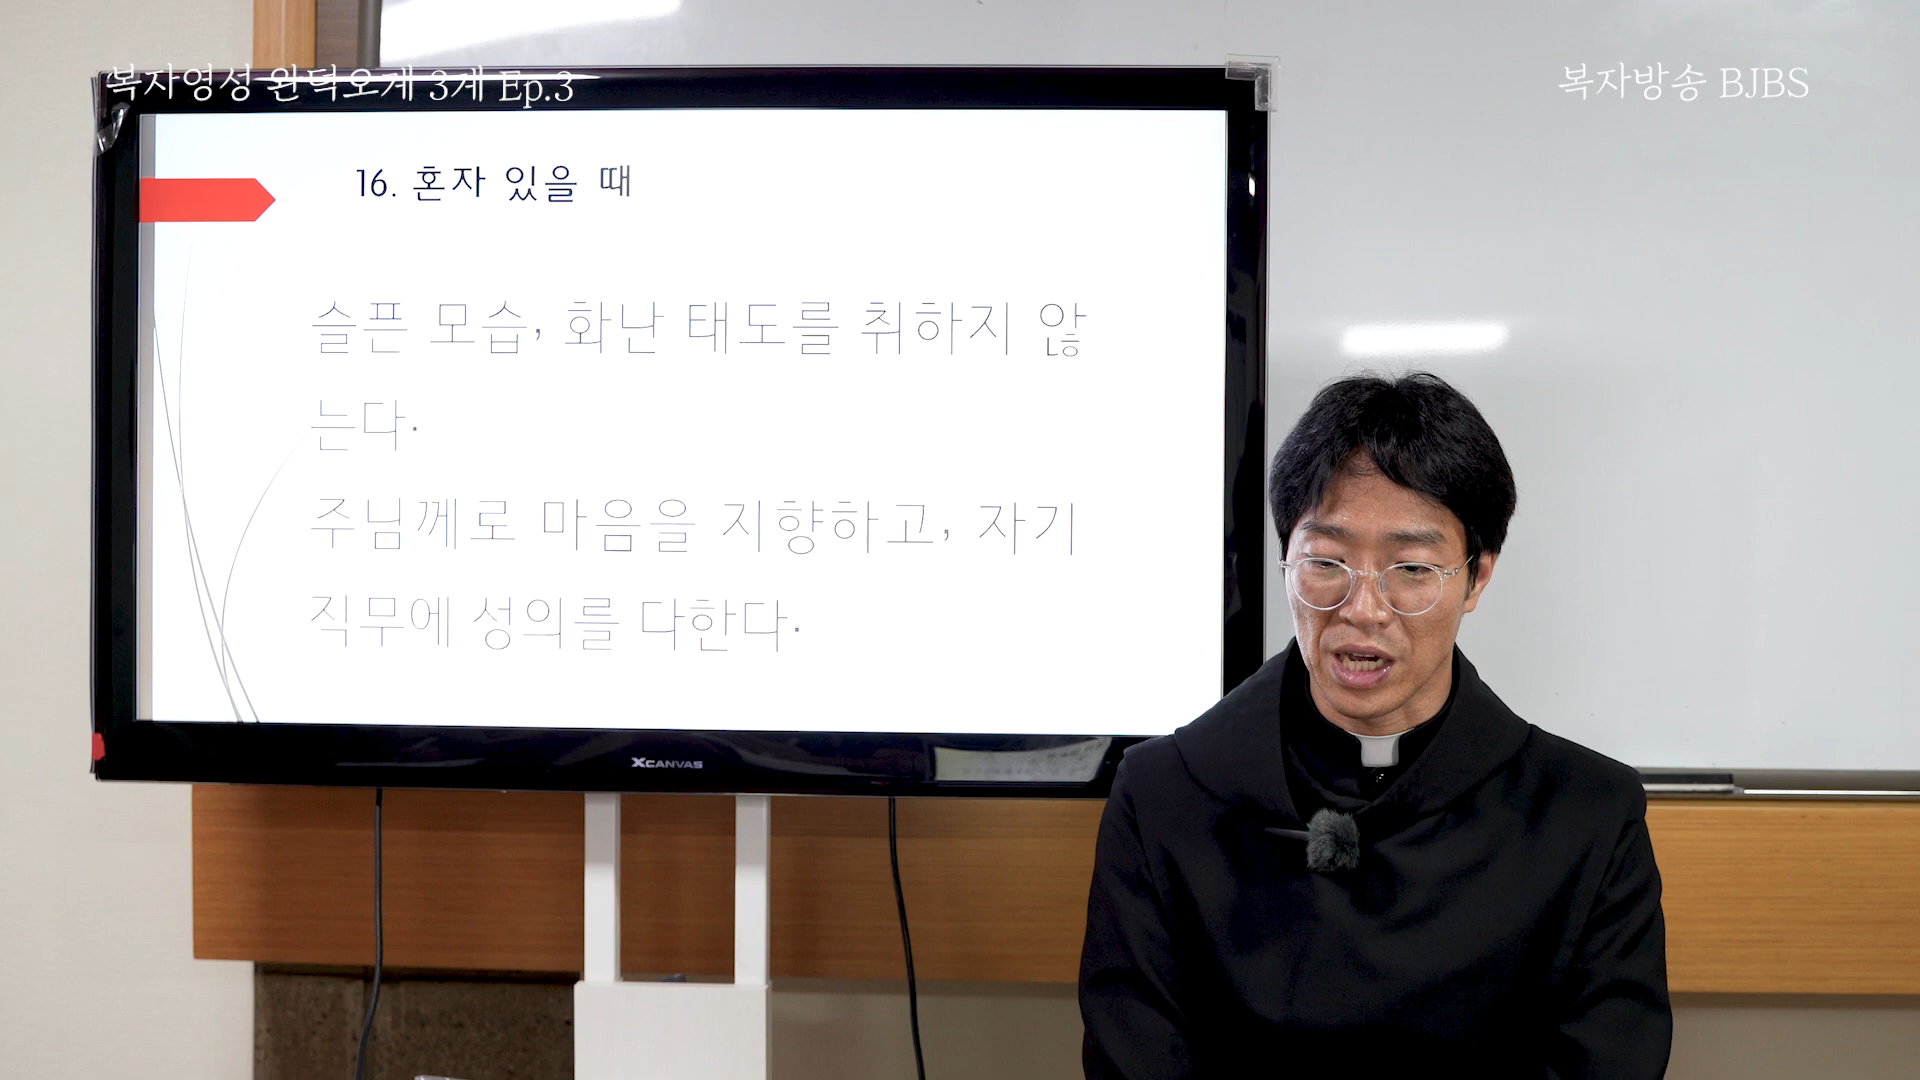 복자영성 완덕오계 3계 Ep.3
복자방송 BJBS
16. 혼자 있을 때
슬픈 모습, 화난 태도를 취하지 않
는다.
주님께로 마음을 지향하고, 자기
직무에 성의를 다한다.
XCANVAS